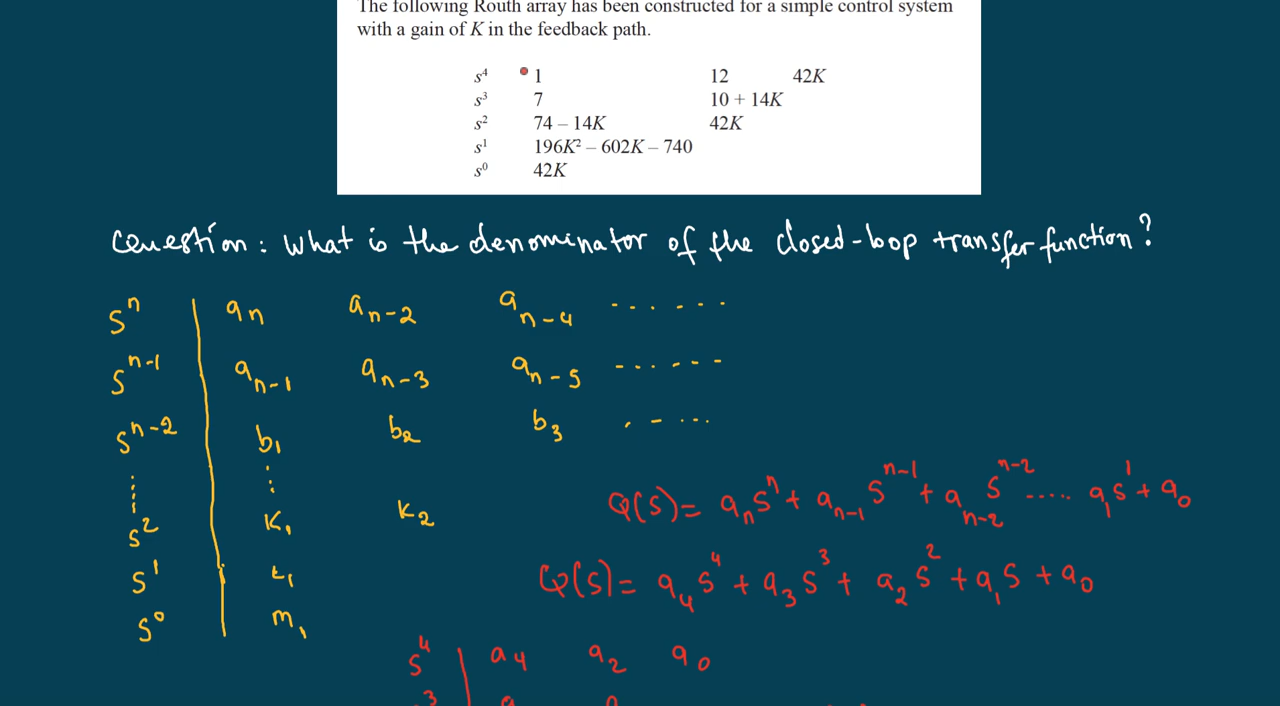 The following Routh array has been constructed for a simple control system
with a gain of K in the feedback path.
s⁴ 1 12 42K
s³ 7 10 + 14K
s² 74 – 14K 42K
s¹ 196K² – 602K – 740
s⁰ 42K
Question: What is the denominator of the closed-loop transfer function?
sⁿ aₙ aₙ₋₂ aₙ₋₄ .......
sⁿ⁻¹ aₙ₋₁ aₙ₋₃ aₙ₋₅ .......
sⁿ⁻² b₁ b₂ b₃ .....
Q(s) = aₙsⁿ + aₙ₋₁sⁿ⁻¹ + aₙ₋₂sⁿ⁻² ..... a₁s¹ + a₀
s² K₁ K₂
s¹ L₁
s⁰ m₁
Q(s) = a₄s⁴ + a₃s³ + a₂s² + a₁s + a₀
s⁴ a₄ a₂ a₀